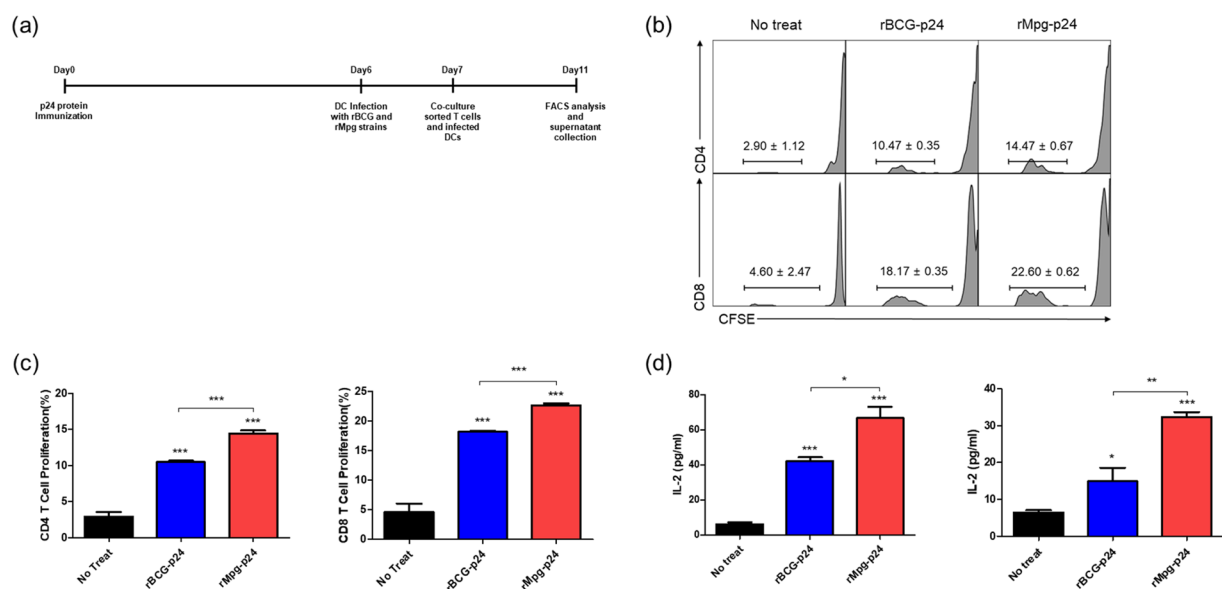 (a)
Day0
Day6
Day7
Day11
p24 protein
Immunization
DC Infection
with rBCG and
rMpg strains
Co-culture
sorted T cells
and infected
DCs
FACS analysis
and
supernatant
collection
(b)
No treat
rBCG-p24
rMpg-p24
CD4
2.90 ± 1.12
10.47 ± 0.35
14.47 ± 0.67
CD8
4.60 ± 2.47
18.17 ± 0.35
22.60 ± 0.62
CFSE
(c)
CD4 T Cell Proliferation(%)
20
15
10
5
0
***
***
***
No Treat
rBCG-p24
rMpg-p24
CD8 T Cell Proliferation(%)
25
20
15
10
5
0
***
***
***
No Treat
rBCG-p24
rMpg-p24
(d)
IL-2 (pg/ml)
80
60
40
20
0
*
***
***
No treat
rBCG-p24
rMpg-p24
IL-2 (pg/ml)
40
30
20
10
0
**
***
*
No treat
rBCG-p24
rMpg-p24